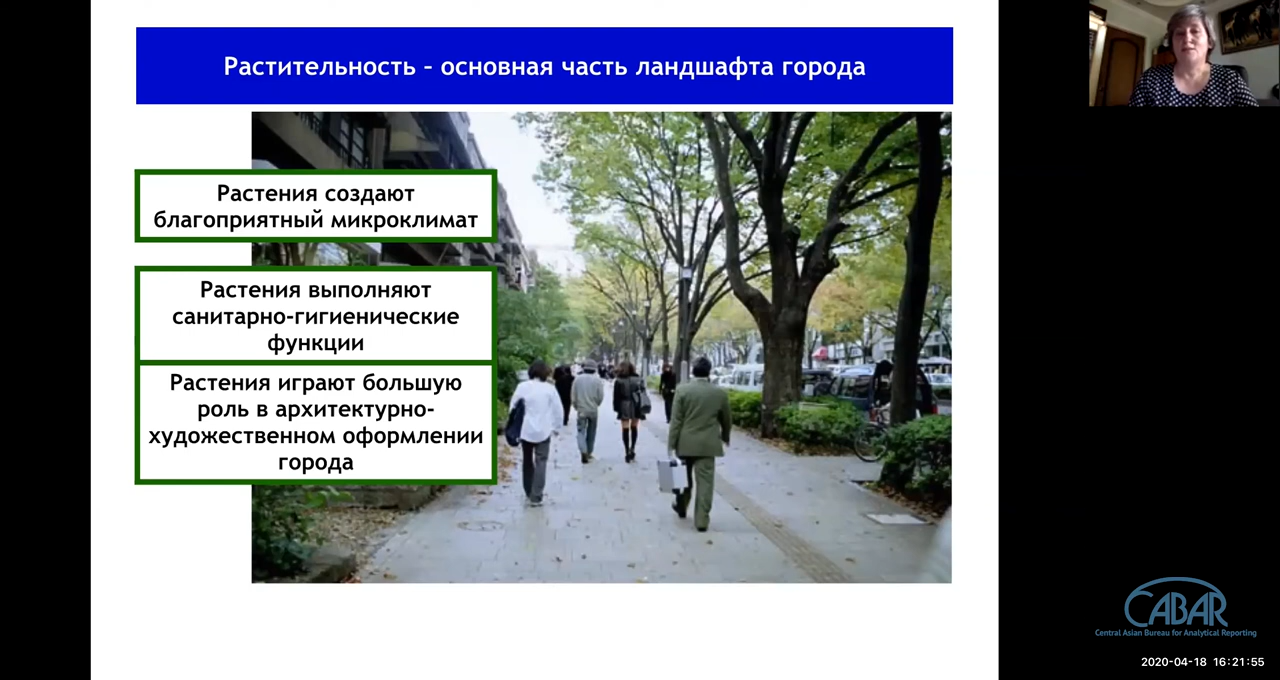 Растительность – основная часть ландшафта города
Растения создают
благоприятный микроклимат
Растения выполняют
санитарно-гигиенические
функции
Растения играют большую
роль в архитектурно-
художественном оформлении
города
CABAR
Central Asian Bureau for Analytical Reporting
2020-04-18 16:21:55